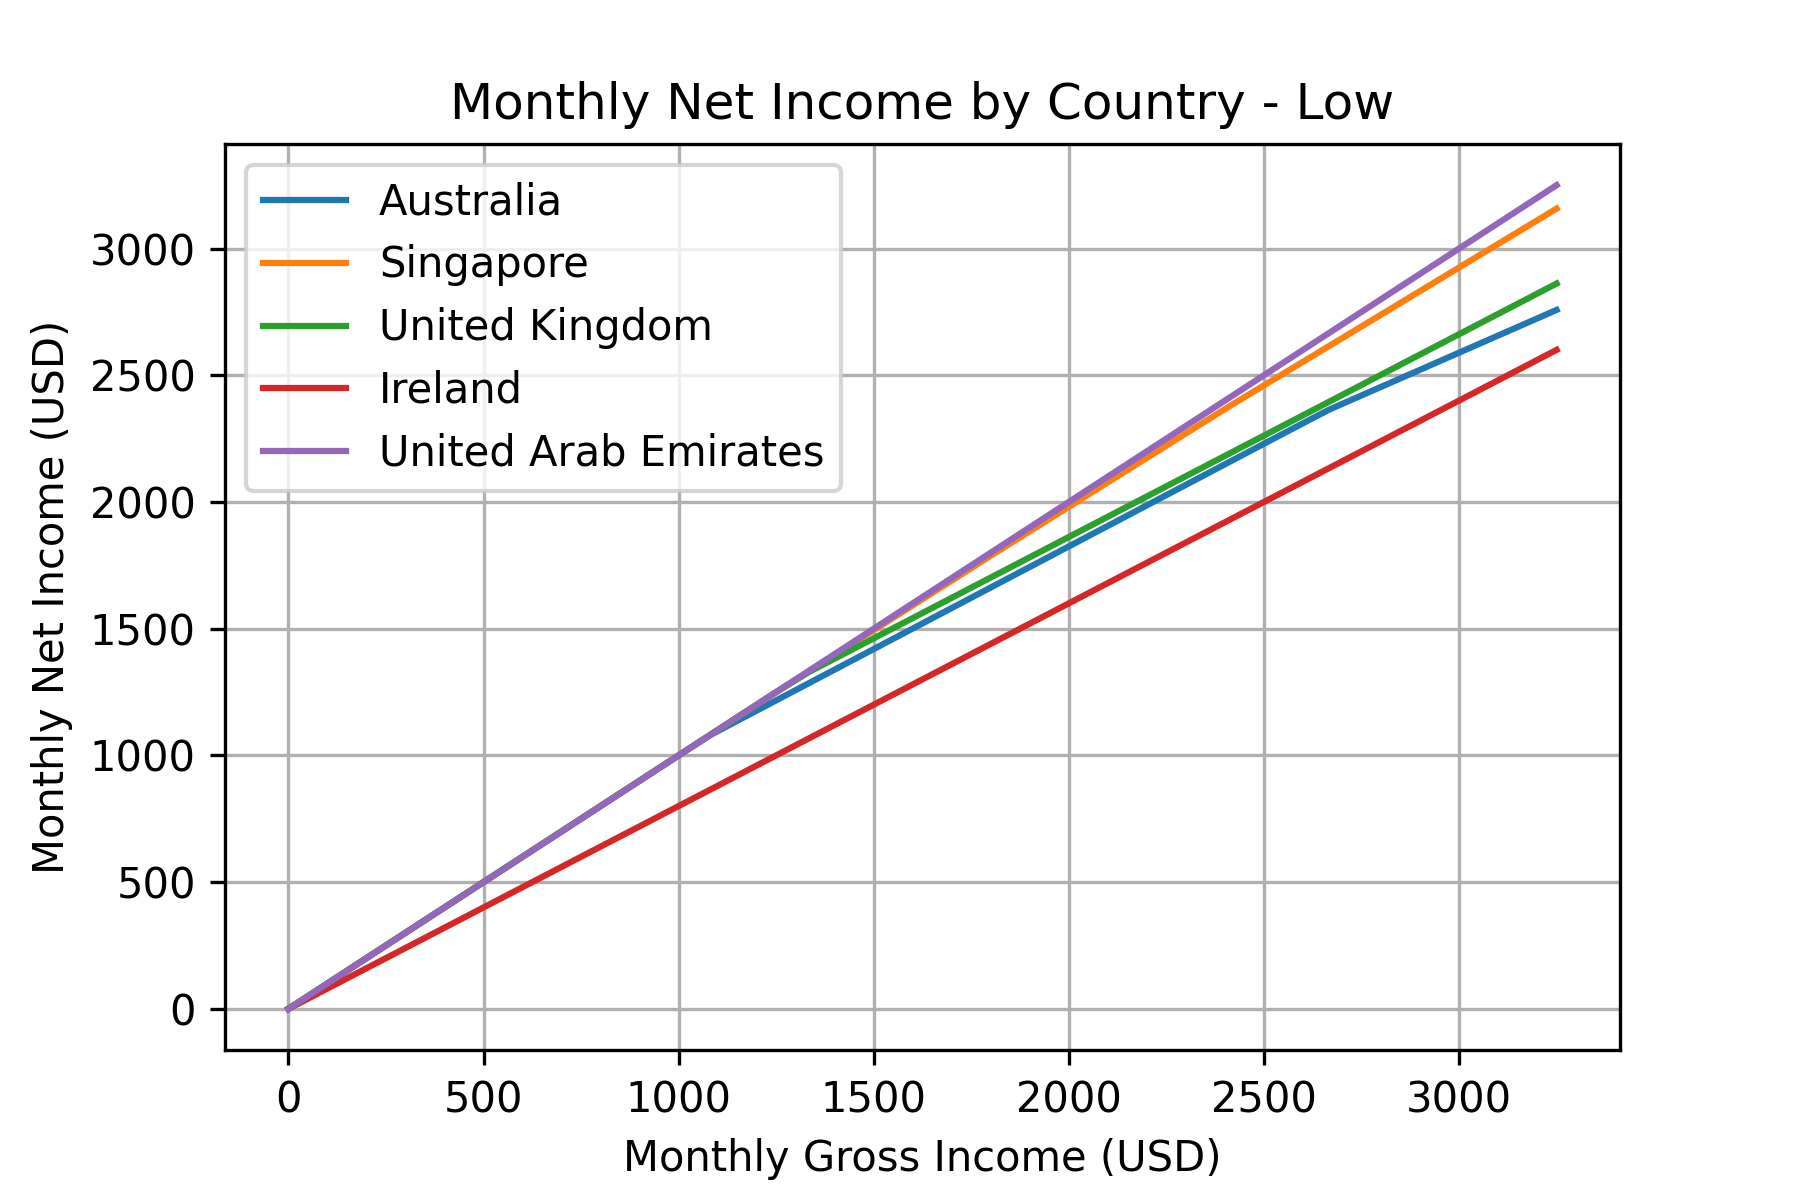 Monthly Net Income by Country - Low
Australia
Singapore
United Kingdom
Ireland
United Arab Emirates
Monthly Net Income (USD)
3000
2500
2000
1500
1000
500
0
0 500 1000 1500 2000 2500 3000
Monthly Gross Income (USD)